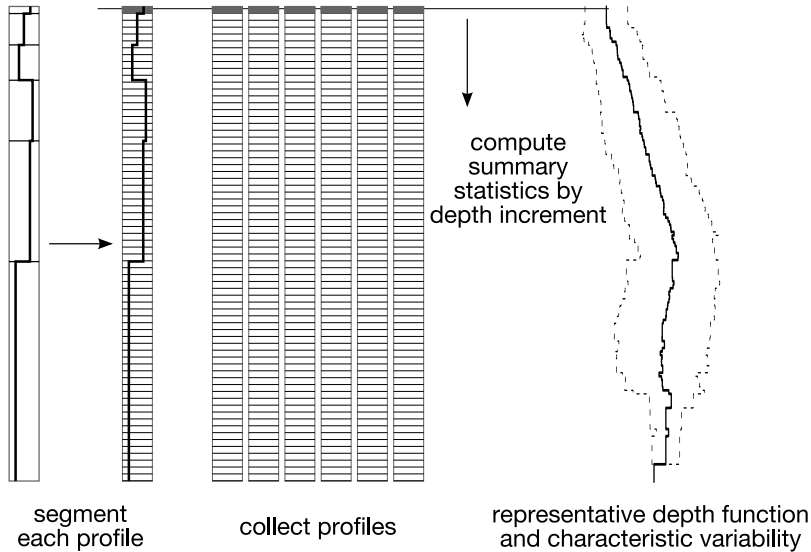 compute
summary
statistics by
depth increment
segment
each profile
collect profiles
representative depth function
and characteristic variability